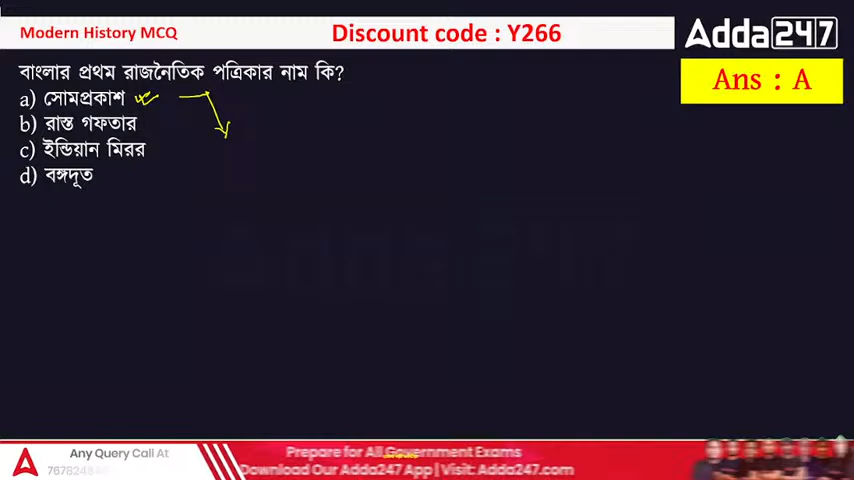 Modern History MCQ
Discount code : Y266
Adda247
বাংলার প্রথম রাজনৈতিক পত্রিকার নাম কি?
Ans : A
a) সোমপ্রকাশ
b) রাস্ত গফতার
c) ইন্ডিয়ান মিরর
d) বঙ্গদূত
Any Query Call At
Prepare for All Government Exams
Download Our Adda247 App | Visit: Adda247.com